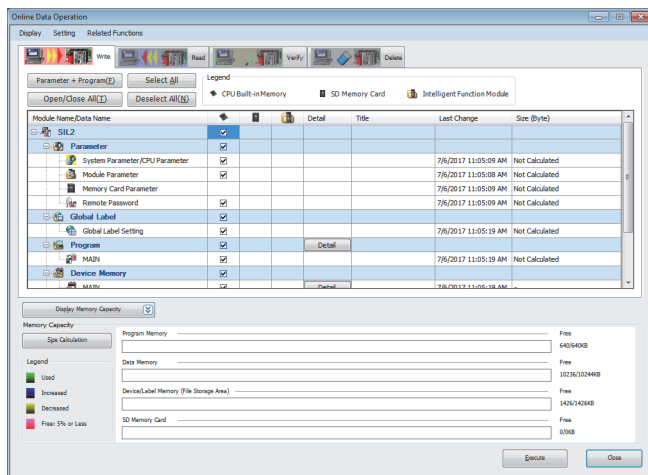 Online Data Operation
Display Setting Related Functions
Write Read Verify Delete
Parameter + Program(F) Select All
Open/Close All(T) Deselect All(N)
Legend
CPU Built-in Memory SD Memory Card Intelligent Function Module
Module Name/Data Name Detail Title Last Change Size (Byte)
SIL2
Parameter
System Parameter/CPU Parameter 7/6/2017 11:05:09 AM Not Calculated
Module Parameter 7/6/2017 11:05:08 AM Not Calculated
Memory Card Parameter 7/6/2017 11:05:09 AM Not Calculated
Remote Password 7/6/2017 11:05:09 AM Not Calculated
Global Label
Global Label Setting 7/6/2017 11:05:09 AM Not Calculated
Program Detail
MAIN 7/6/2017 11:05:19 AM Not Calculated
Device Memory
MAIN Detail 7/6/2017 11:05:19 AM -
Display Memory Capacity
Memory Capacity
Size Calculation
Legend
Used
Increased
Decreased
Free: 5% or Less
Program Memory Free
640/640KB
Data Memory Free
10236/10244KB
Device/Label Memory (File Storage Area) Free
1426/1426KB
SD Memory Card Free
0/0KB
Execute Close